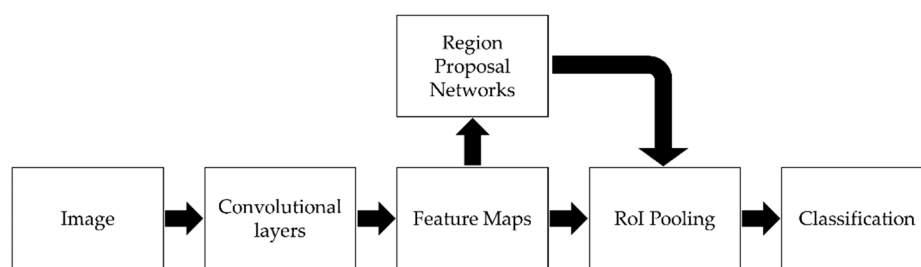 Region
Proposal
Networks
Image
Convolutional
layers
Feature Maps
RoI Pooling
Classification